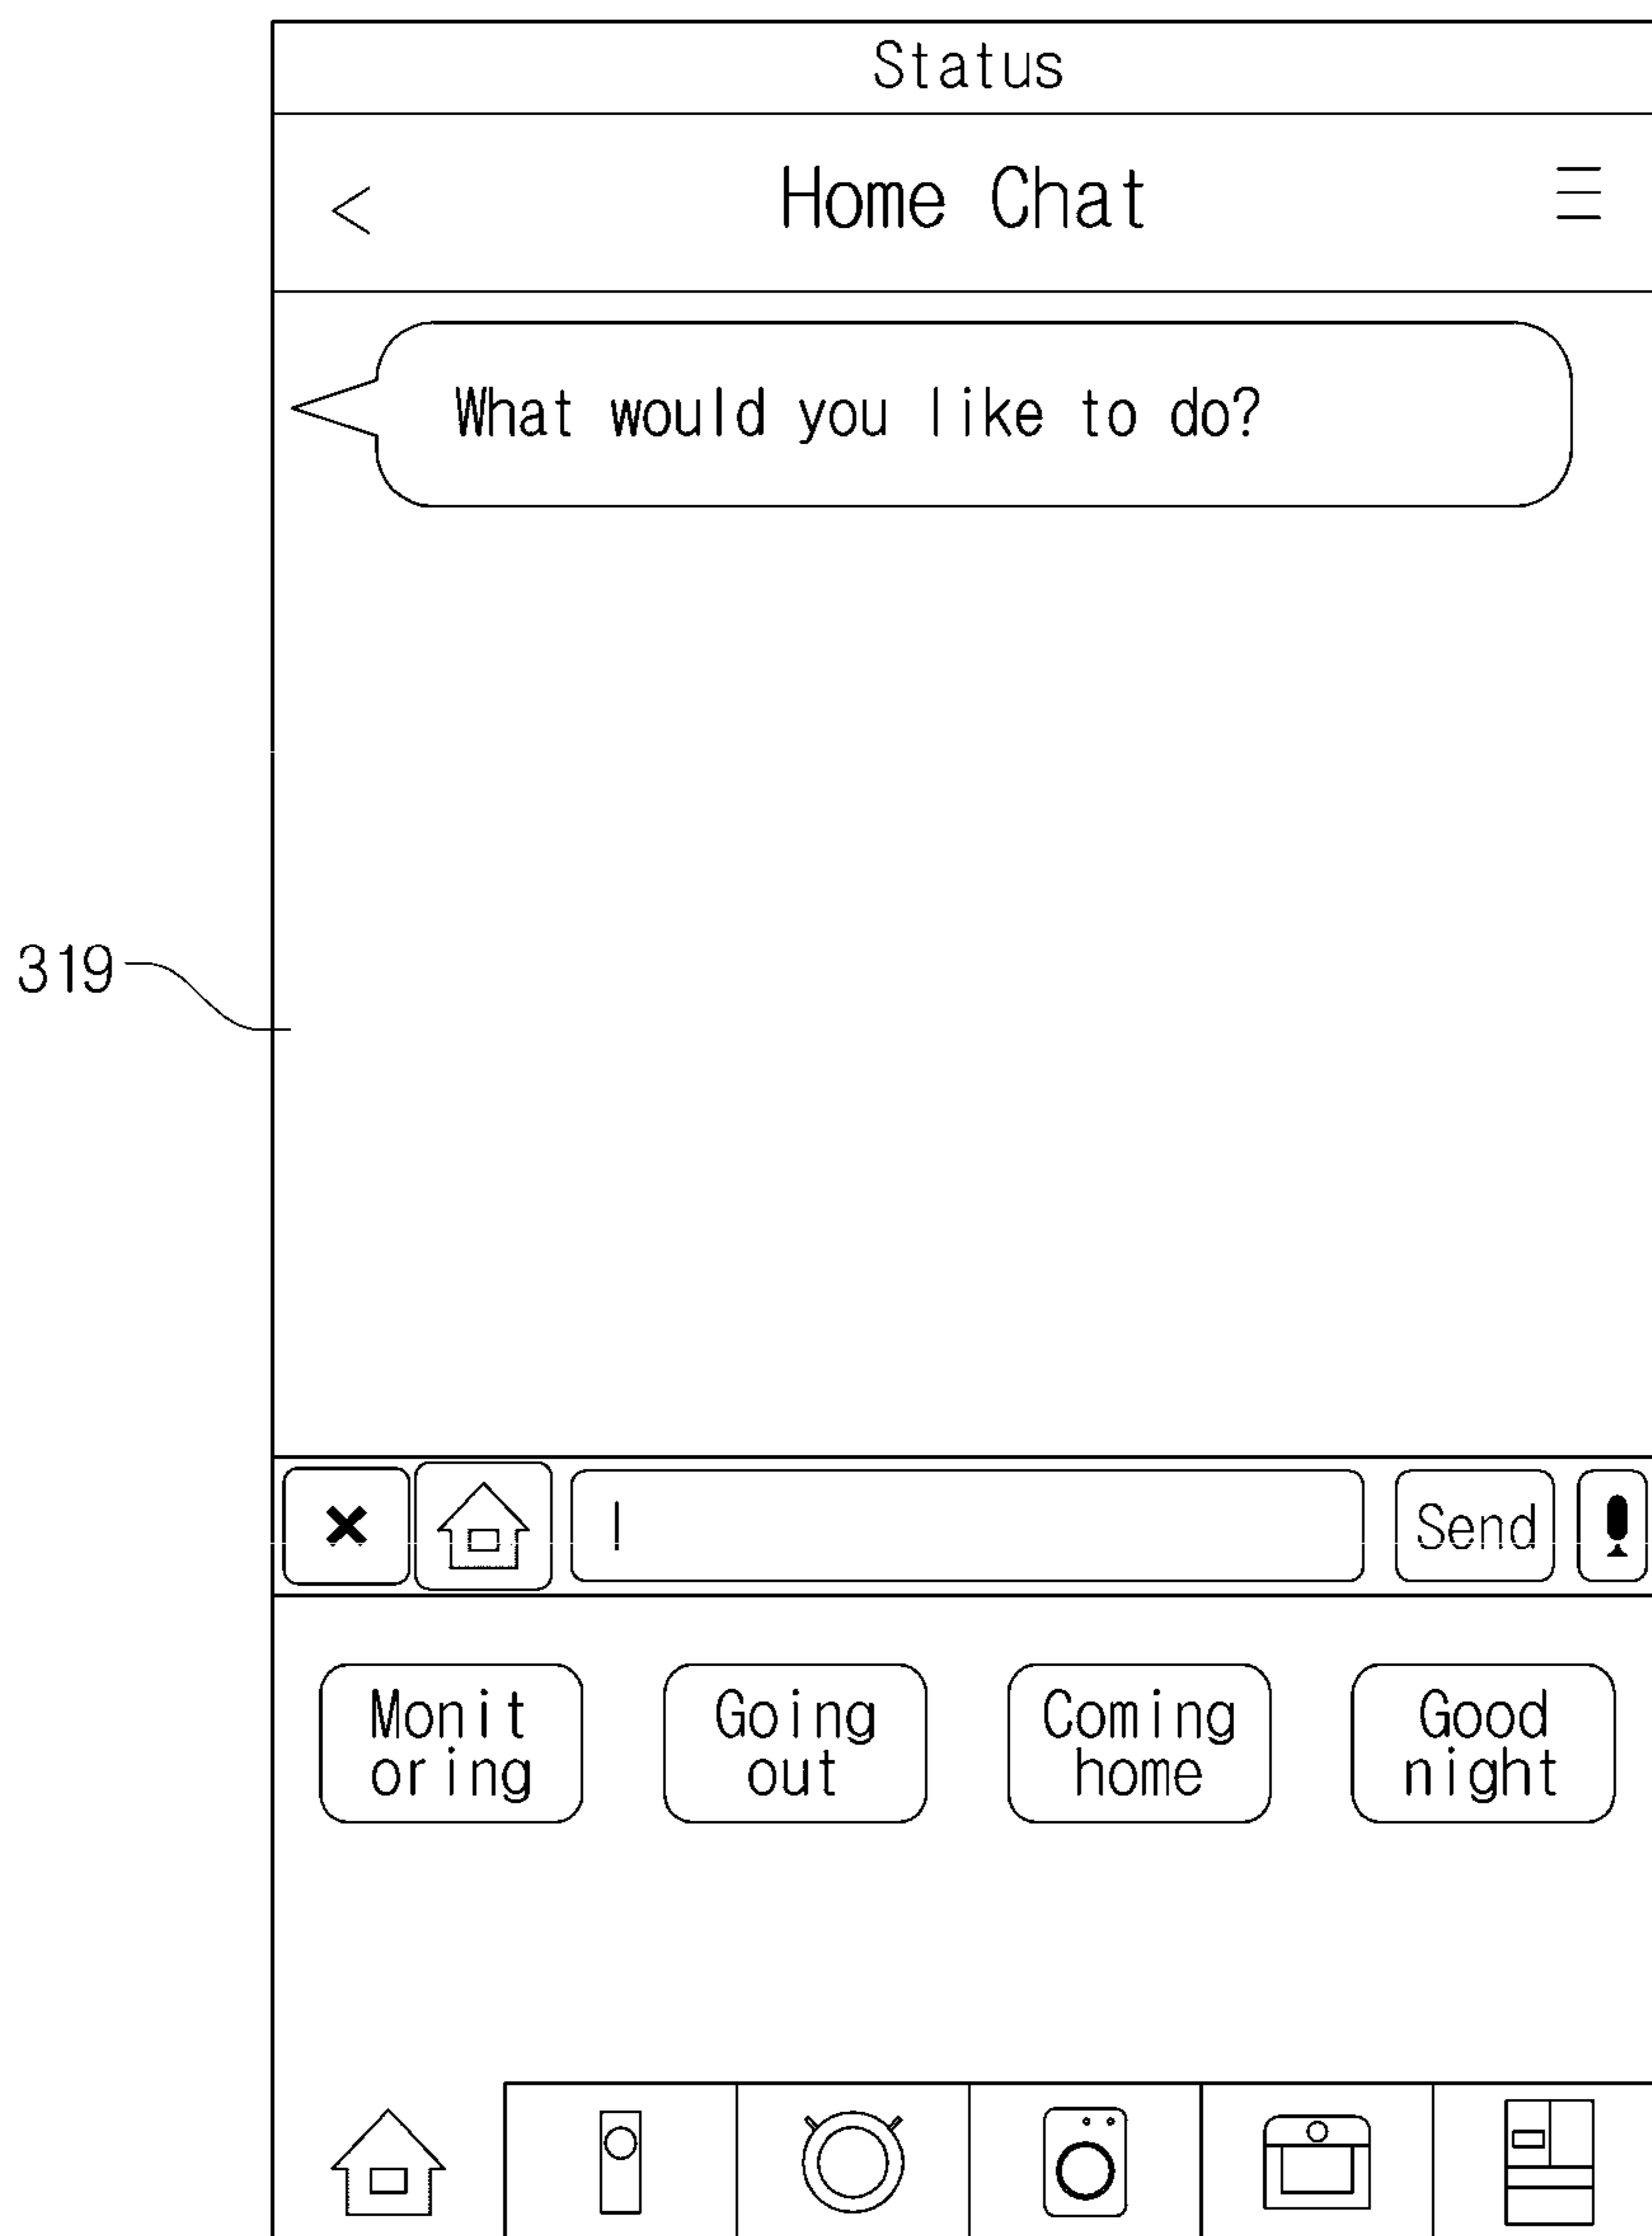 Status
Home Chat
What would you like to do?
319
Send
Monit
oring
Going
out
Coming
home
Good
night